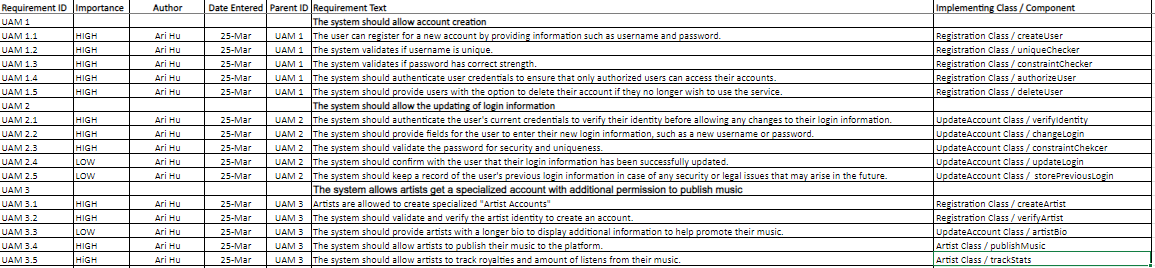 Requirement ID Importance Author Date Entered Parent ID Requirement Text Implementing Class / Component
UAM 1 The system should allow account creation
UAM 1.1 HIGH Ari Hu 25-Mar UAM 1 The user can register for a new account by providing information such as username and password. Registration Class / createUser
UAM 1.2 HIGH Ari Hu 25-Mar UAM 1 The system validates if username is unique. Registration Class / uniqueChecker
UAM 1.3 HIGH Ari Hu 25-Mar UAM 1 The system validates if password has correct strength. Registration Class / constraintChecker
UAM 1.4 HIGH Ari Hu 25-Mar UAM 1 The system should authenticate user credentials to ensure that only authorized users can access their accounts. Registration Class / authorizeUser
UAM 1.5 HIGH Ari Hu 25-Mar UAM 1 The system should provide users with the option to delete their account if they no longer wish to use the service. Registration Class / deleteUser
UAM 2 The system should allow the updating of login information
UAM 2.1 HIGH Ari Hu 25-Mar UAM 2 The system should authenticate the user's current credentials to verify their identity before allowing any changes to their login information. UpdateAccount Class / verifyIdentity
UAM 2.2 HIGH Ari Hu 25-Mar UAM 2 The system should provide fields for the user to enter their new login information, such as a new username or password. UpdateAccount Class / changeLogin
UAM 2.3 HIGH Ari Hu 25-Mar UAM 2 The system should validate the password for security and uniqueness. UpdateAccount Class / constraintChekcer
UAM 2.4 LOW Ari Hu 25-Mar UAM 2 The system should confirm with the user that their login information has been successfully updated. UpdateAccount Class / updateLogin
UAM 2.5 LOW Ari Hu 25-Mar UAM 2 The system should keep a record of the user's previous login information in case of any security or legal issues that may arise in the future. UpdateAccount Class / storePreviousLogin
UAM 3 The system allows artists get a specialized account with additional permission to publish music
UAM 3.1 HIGH Ari Hu 25-Mar UAM 3 Artists are allowed to create specialized "Artist Accounts" Registration Class / createArtist
UAM 3.2 HIGH Ari Hu 25-Mar UAM 3 The system should validate and verify the artist identity to create an account. Registration Class / verifyArtist
UAM 3.3 LOW Ari Hu 25-Mar UAM 3 The system should provide artists with a longer bio to display additional information to help promote their music. UpdateAccount Class / artistBio
UAM 3.4 HIGH Ari Hu 25-Mar UAM 3 The system should allow artists to publish their music to the platform. Artist Class / publishMusic
UAM 3.5 HIGH Ari Hu 25-Mar UAM 3 The system should allow artists to track royalties and amount of listens from their music. Artist Class / trackStats